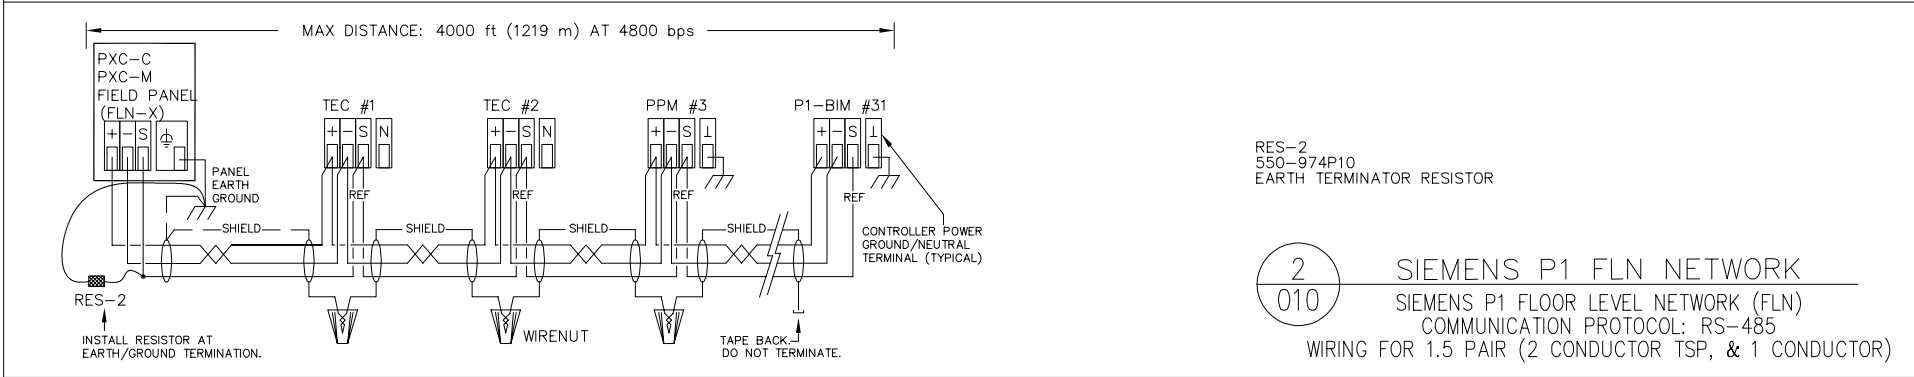 MAX DISTANCE: 4000 ft (1219 m) AT 4800 bps
PXC-C
PXC-M
FIELD PANEL
(FLN-X)
+ - S
PANEL
EARTH
GROUND
TEC #1
+ - S N
REF
TEC #2
+ - S N
REF
PPM #3
+ - S
REF
P1-BIM #31
+ - S
REF
SHIELD
SHIELD
SHIELD
SHIELD
CONTROLLER POWER
GROUND/NEUTRAL
TERMINAL (TYPICAL)
RES-2
INSTALL RESISTOR AT
EARTH/GROUND TERMINATION.
WIRENUT
TAPE BACK.
DO NOT TERMINATE.
RES-2
550-974P10
EARTH TERMINATOR RESISTOR
2
010
SIEMENS P1 FLN NETWORK
SIEMENS P1 FLOOR LEVEL NETWORK (FLN)
COMMUNICATION PROTOCOL: RS-485
WIRING FOR 1.5 PAIR (2 CONDUCTOR TSP, & 1 CONDUCTOR)